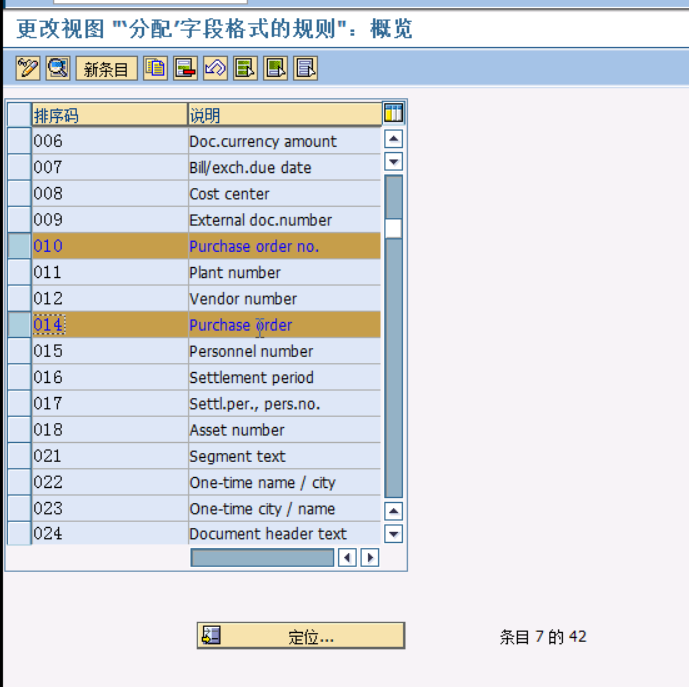 更改视图 "'分配'字段格式的规则": 概览
新条目
排序码 说明
006 Doc.currency amount
007 Bill/exch.due date
008 Cost center
009 External doc.number
010 Purchase order no.
011 Plant number
012 Vendor number
014 Purchase order
015 Personnel number
016 Settlement period
017 Settl.per., pers.no.
018 Asset number
021 Segment text
022 One-time name / city
023 One-time city / name
024 Document header text
定位... 条目 7 的 42